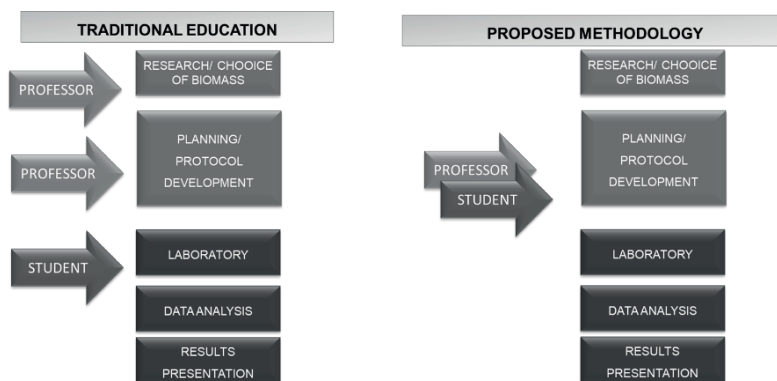 TRADITIONAL EDUCATION
PROFESSOR
RESEARCH/ CHOOICE
OF BIOMASS
PROFESSOR
PLANNING/
PROTOCOL
DEVELOPMENT
STUDENT
LABORATORY
DATA ANALYSIS
RESULTS
PRESENTATION
PROPOSED METHODOLOGY
RESEARCH/ CHOOICE
OF BIOMASS
PROFESSOR
STUDENT
PLANNING/
PROTOCOL
DEVELOPMENT
LABORATORY
DATA ANALYSIS
RESULTS
PRESENTATION